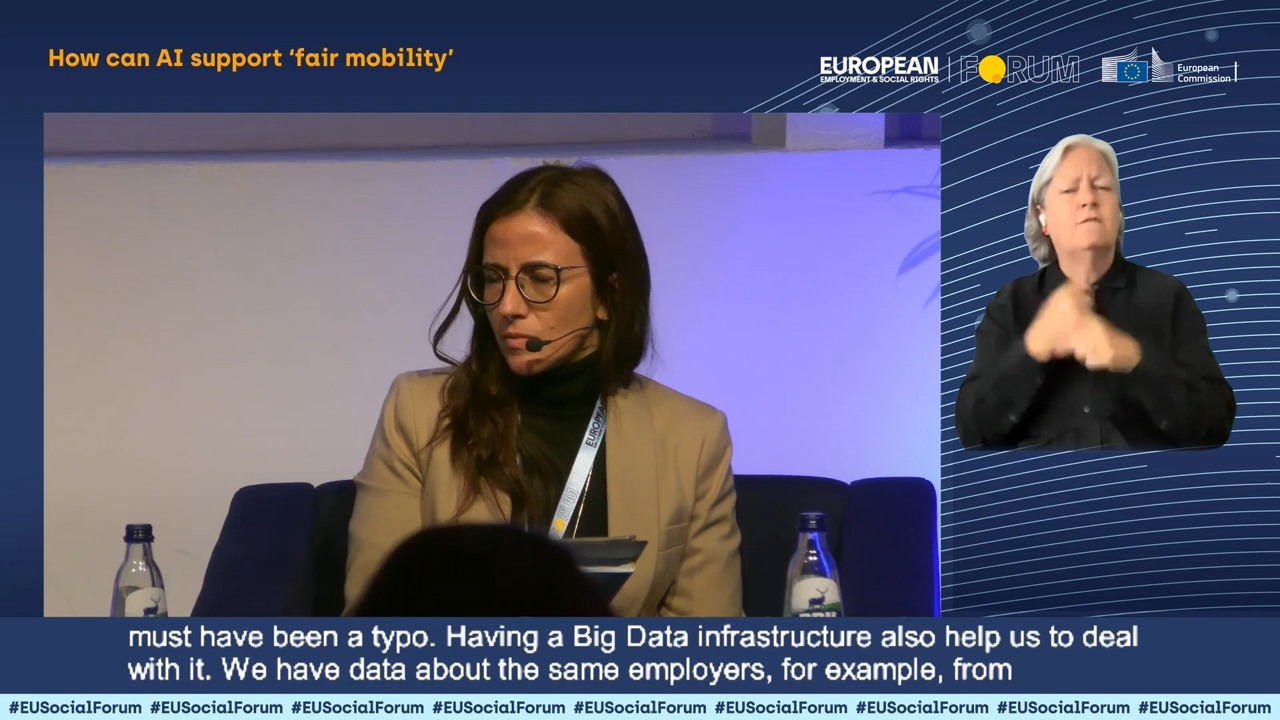 How can AI support ‘fair mobility’
EUROPEAN
EMPLOYMENT & SOCIAL RIGHTS
FORUM
European
Commission
EUROPEAN
must have been a typo. Having a Big Data infrastructure also help us to deal
with it. We have data about the same employers, for example, from
#EUSocialForum #EUSocialForum #EUSocialForum #EUSocialForum #EUSocialForum #EUSocialForum #EUSocialForum #EUSocialForum #EUSocialForum